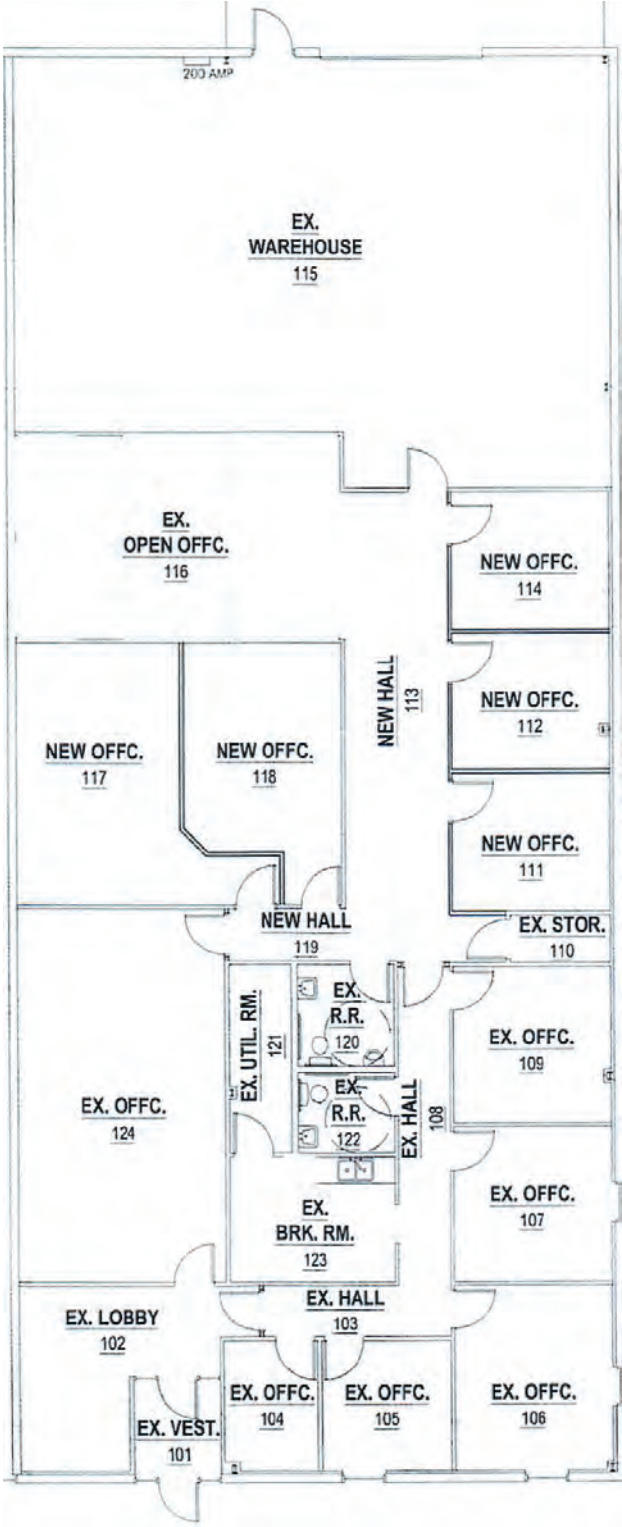 200 AMP
EX.
WAREHOUSE
115
EX.
OPEN OFFC.
116
NEW OFFC.
114
NEW HALL
113
NEW OFFC.
112
NEW OFFC.
117
NEW OFFC.
118
NEW OFFC.
111
NEW HALL
119
EX. STOR.
110
EX. UTIL. RM.
121
EX.
R.R.
120
EX. OFFC.
109
EX. OFFC.
124
EX.
R.R.
122
EX. HALL
108
EX. OFFC.
107
EX.
BRK. RM.
123
EX. LOBBY
102
EX. HALL
103
EX. OFFC.
104
EX. OFFC.
105
EX. OFFC.
106
EX. VEST.
101